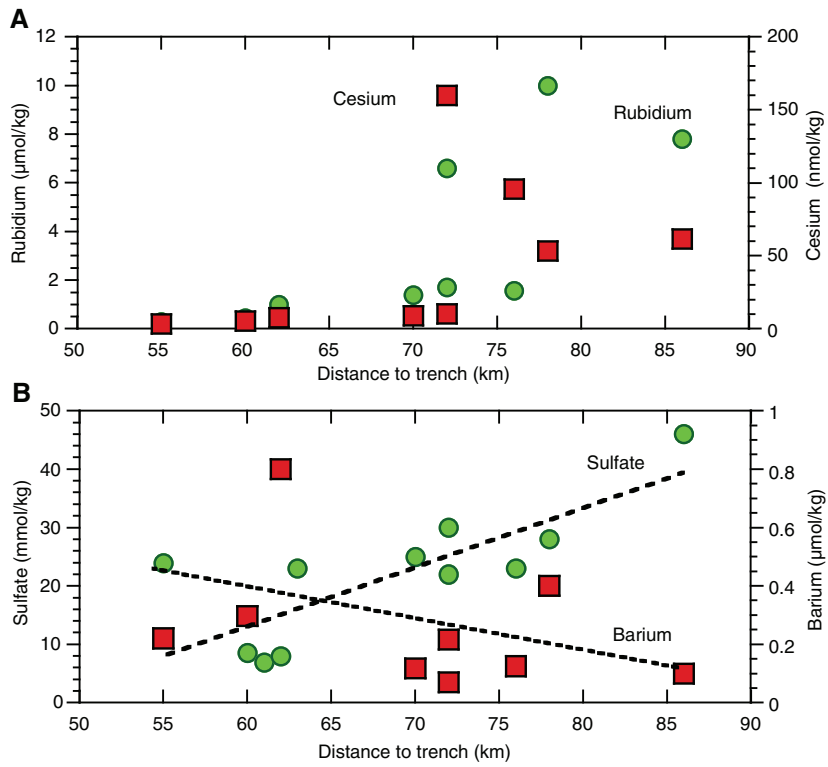 A
12
10
8
6
4
2
0
Rubidium (µmol/kg)
Cesium
Rubidium
200
150
100
50
0
Cesium (nmol/kg)
50 55 60 65 70 75 80 85 90
Distance to trench (km)
B
50
40
30
20
10
0
Sulfate (mmol/kg)
Sulfate
Barium
1
0.8
0.6
0.4
0.2
0
Barium (µmol/kg)
50 55 60 65 70 75 80 85 90
Distance to trench (km)